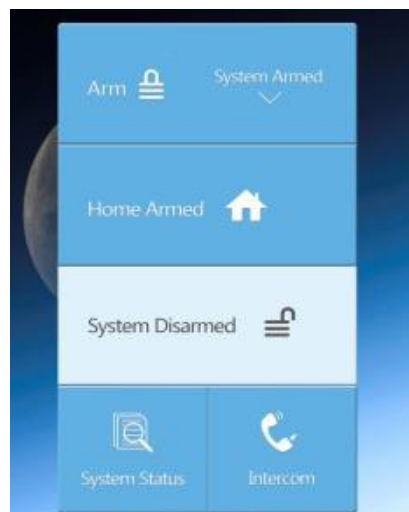 Arm
System Armed
Home Armed
System Disarmed
System Status
Intercom